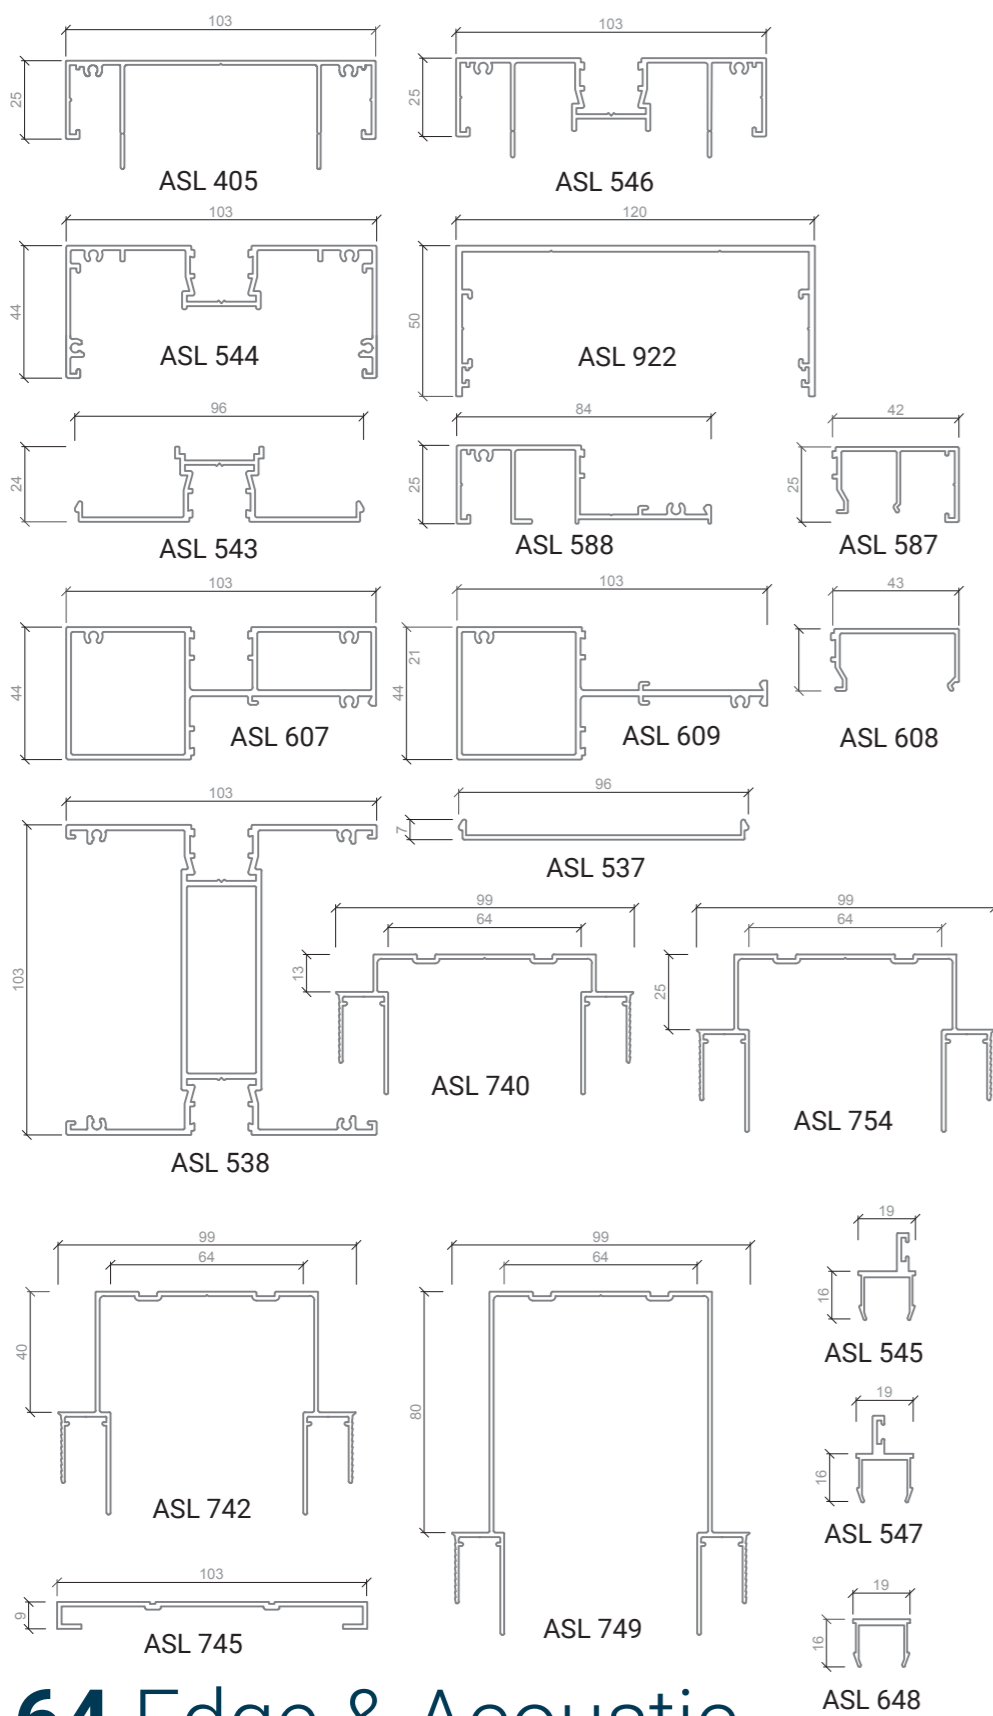 103
103
25
25
ASL 405
ASL 546
103
120
44
50
ASL 544
ASL 922
96
84
42
24
25
25
ASL 543
ASL 588
ASL 587
103
103
43
44
21
44
ASL 607
ASL 609
ASL 608
103
96
7
ASL 537
103
99
64
99
64
13
25
ASL 740
ASL 754
ASL 538
99
64
99
64
19
16
40
80
ASL 545
19
16
ASL 742
ASL 547
103
9
19
16
ASL 745
ASL 749
ASL 648
64 Edge & Acoustic